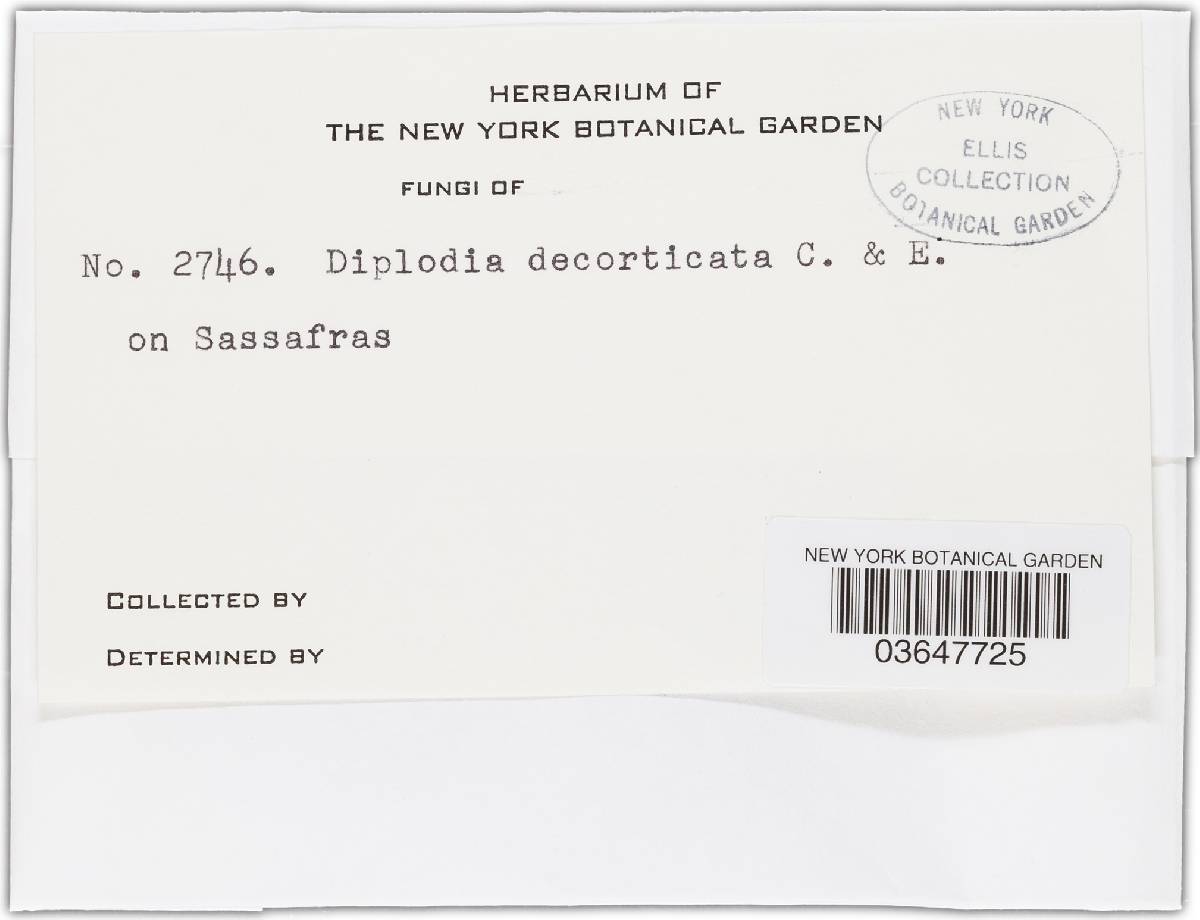 HERBARIUM OF
THE NEW YORK BOTANICAL GARDEN
FUNGI OF
NEW YORK
ELLIS
COLLECTION
BOTANICAL GARDEN
No. 2746. Diplodia decorticata C. & E.
on Sassafras
COLLECTED BY
DETERMINED BY
NEW YORK BOTANICAL GARDEN
03647725